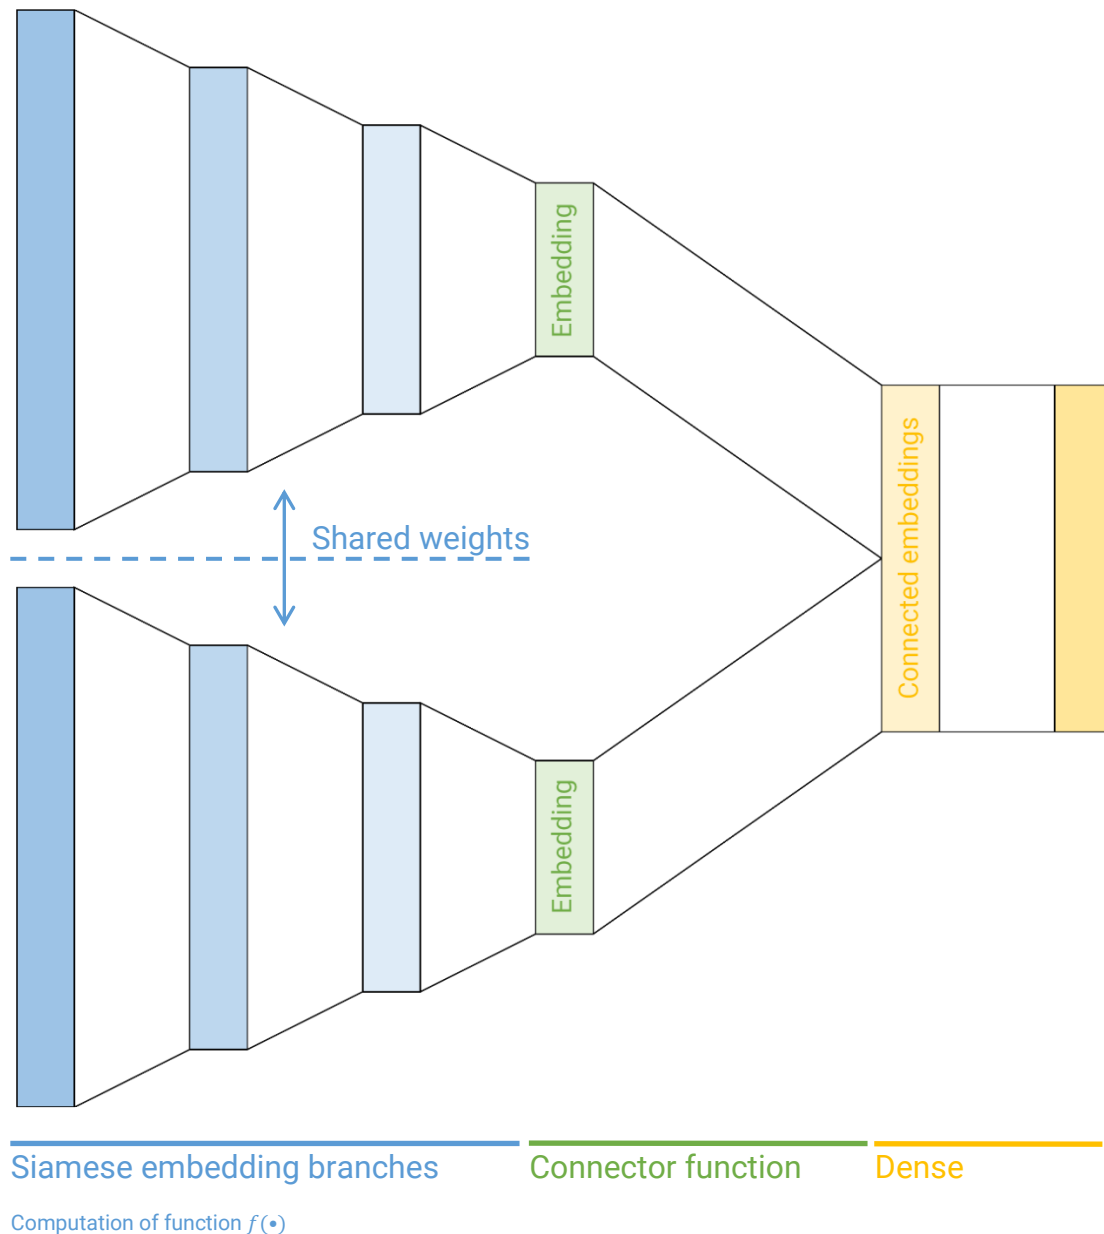 Embedding
Shared weights
Connected embeddings
Embedding
Siamese embedding branches
Connector function
Dense
Computation of function f(•)